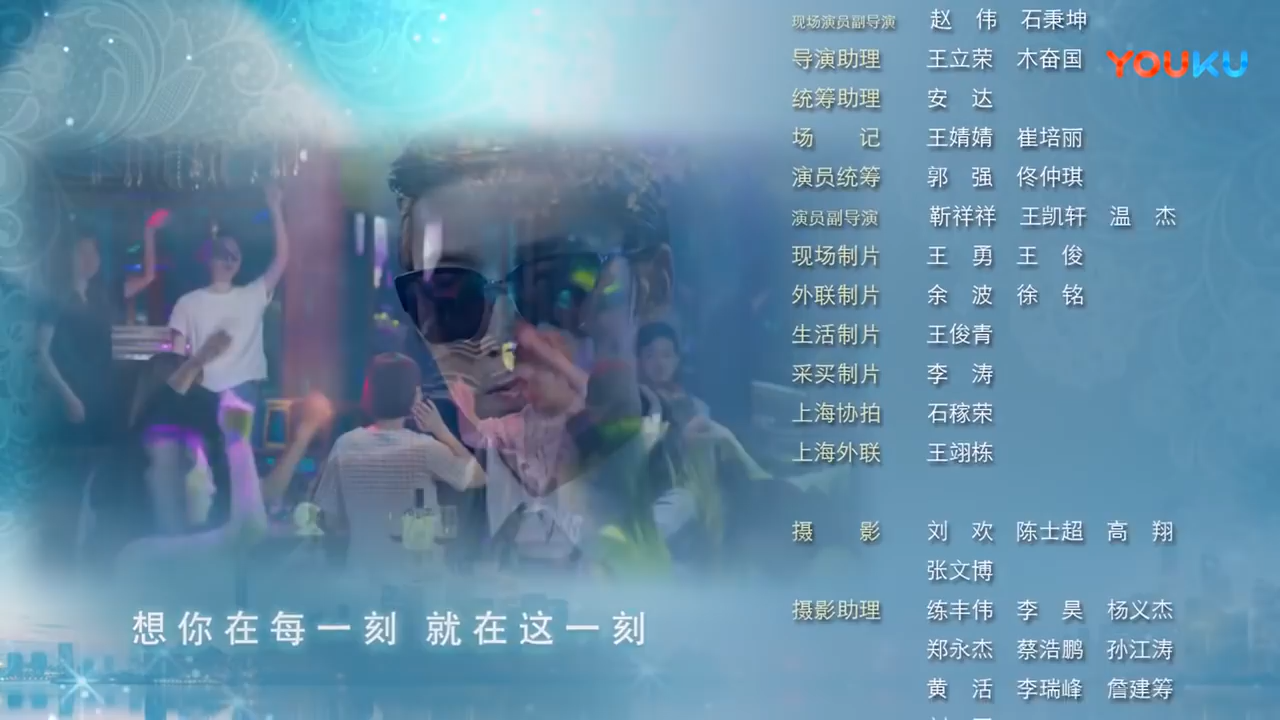 现场演员副导演 赵 伟 石秉坤
导演助理 王立荣 木奋国
YOUKU
统筹助理 安 达
场 记 王婧婧 崔培丽
演员统筹 郭 强 佟仲琪
演员副导演 靳祥祥 王凯轩 温 杰
现场制片 王 勇 王 俊
外联制片 余 波 徐 铭
生活制片 王俊青
采买制片 李 涛
上海协拍 石稼荣
上海外联 王翊栋
摄 影 刘 欢 陈士超 高 翔
张文博
摄影助理 练丰伟 李 昊 杨义杰
郑永杰 蔡浩鹏 孙江涛
黄 活 李瑞峰 詹建筹
想你在每一刻 就在这一刻